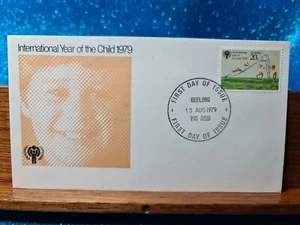 International Year of the Child 1979
20c
FIRST DAY OF ISSUE
GEELONG
13 AUG 1979
VIC 3220
FIRST DAY OF ISSUE